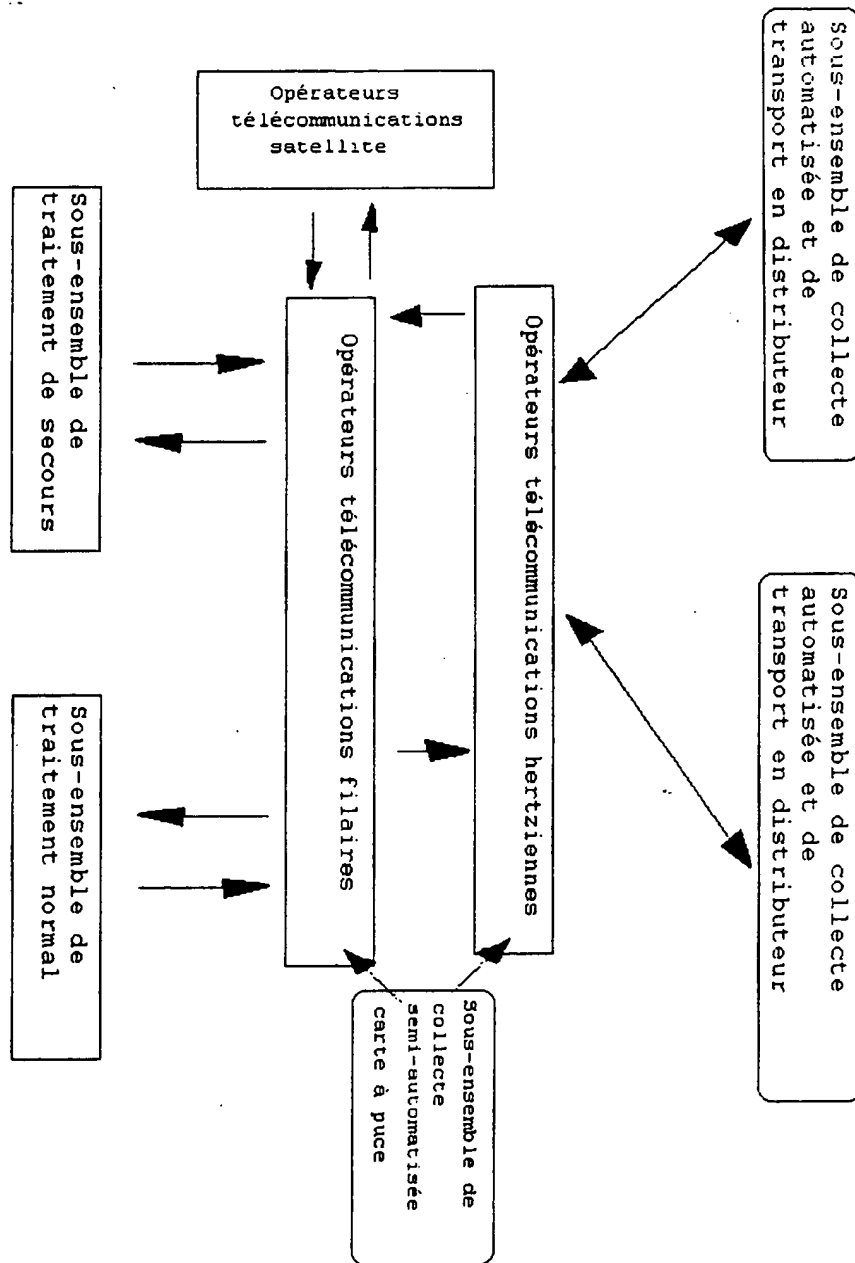 Sous-ensemble de collecte
automatisée et de
transport en distributeur
Sous-ensemble de collecte
automatisée et de
transport en distributeur
Opérateurs télécommunications hertziennes
Opérateurs télécommunications filaires
Opérateurs
télécommunications
satellite
Sous-ensemble de
collecte
semi-automatisée
carte à puce
Sous-ensemble de
traitement de secours
Sous-ensemble de
traitement normal